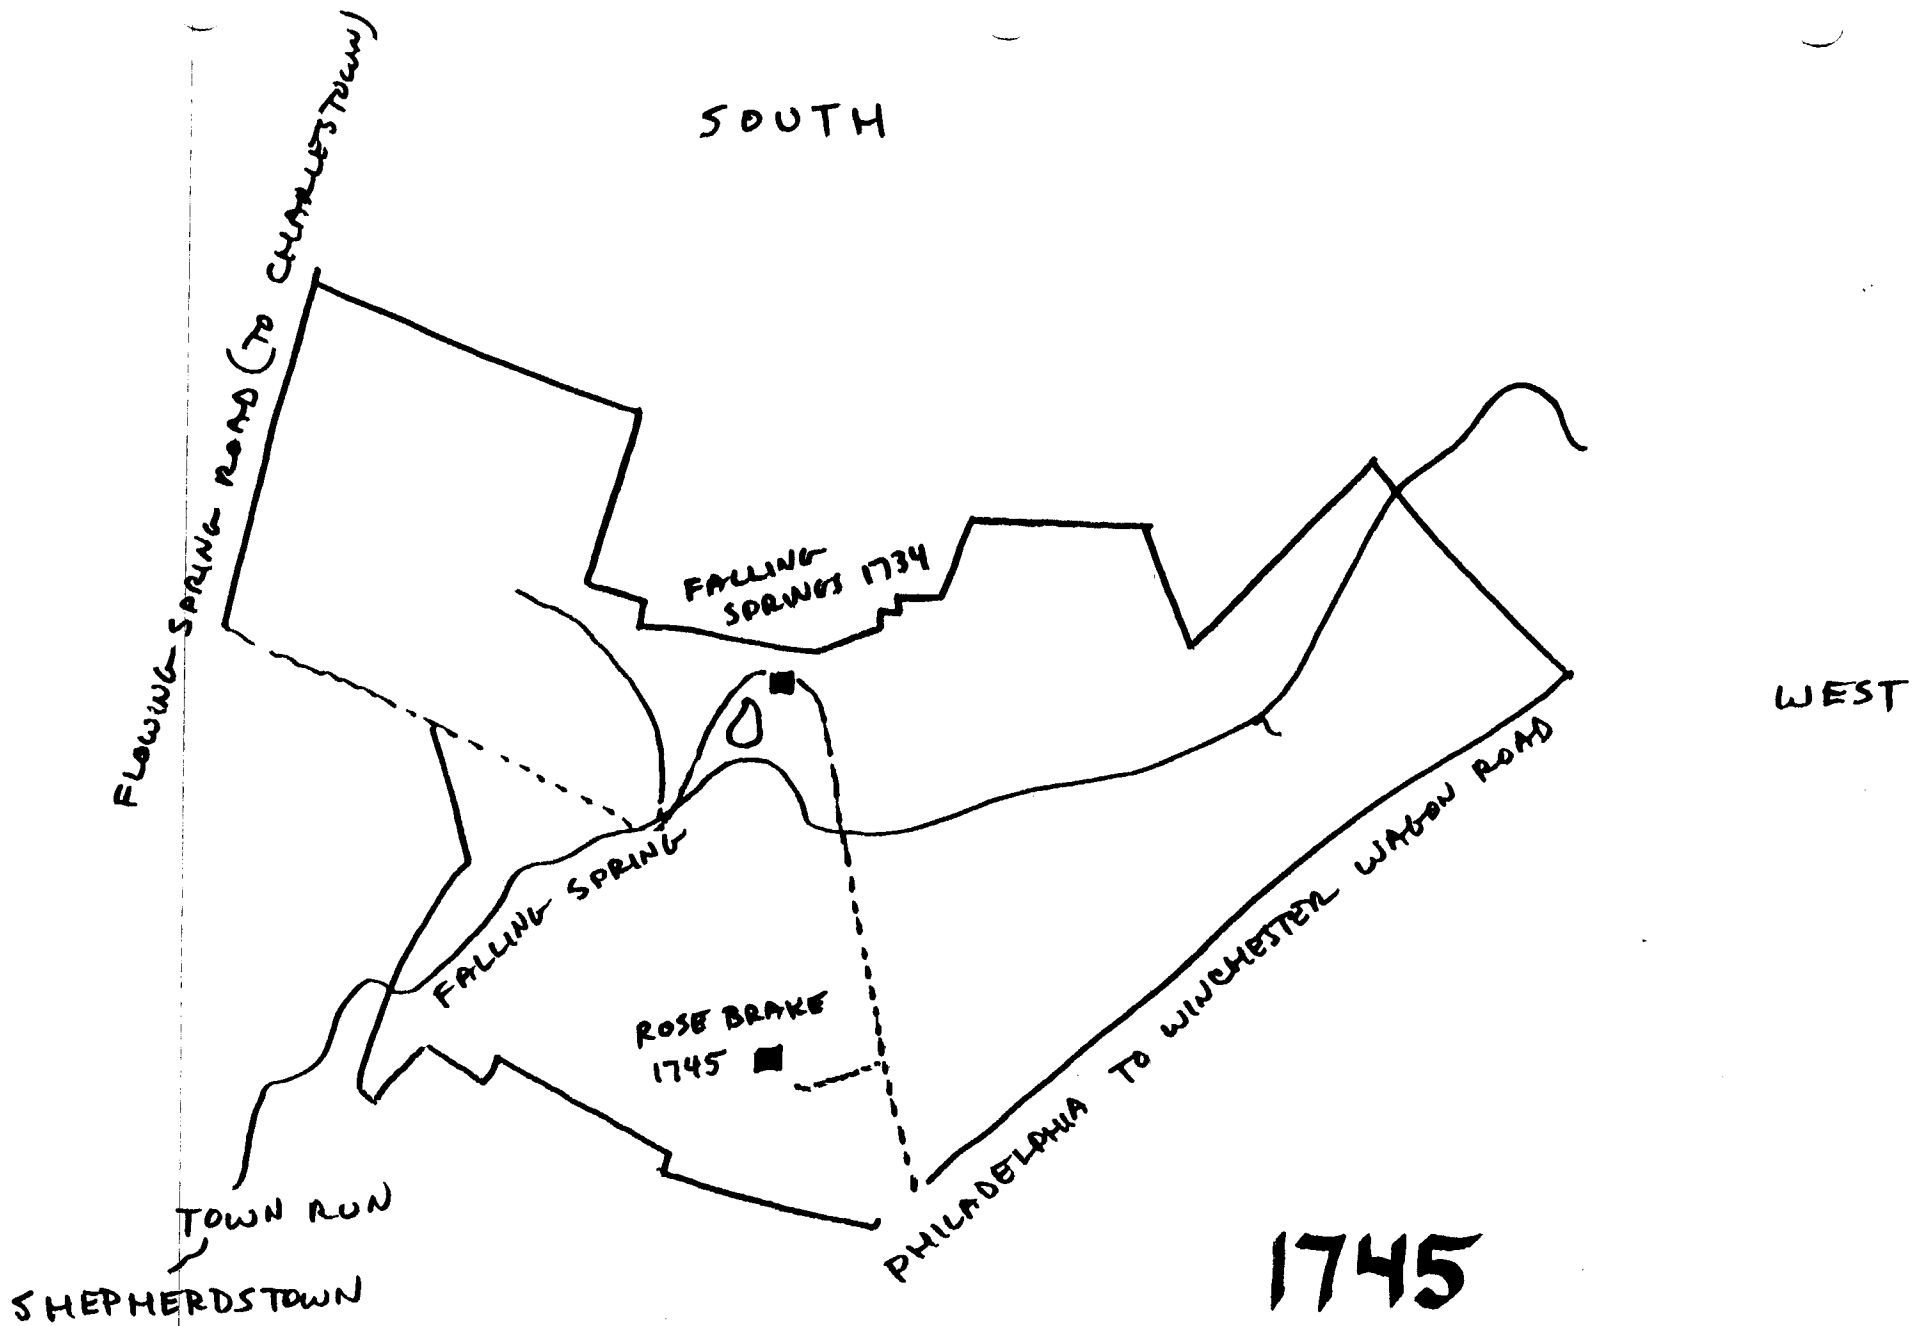 SOUTH
FLOWING SPRING ROAD (TO CHARLESTOWN)
FALLING
SPRINGS 1734
WEST
FALLING SPRING
ROSE BRAKE
1745
PHILADELPHIA TO WINCHESTER WAGON ROAD
TOWN RUN
SHEPHERDSTOWN
1745